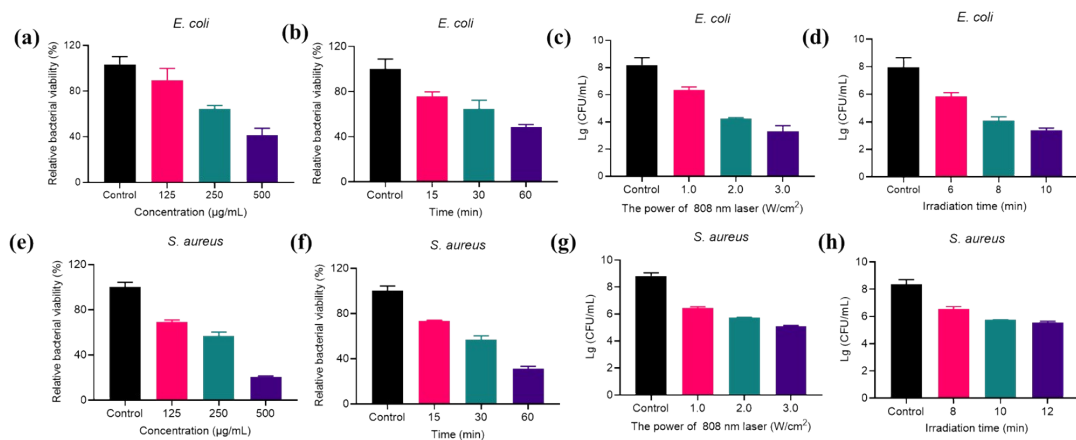 (a)
E. coli
Relative bacterial viability (%)
120
80
40
0
Control 125 250 500
Concentration (µg/mL)
(b)
E. coli
Relative bacterial viability (%)
120
80
40
0
Control 15 30 60
Time (min)
(c)
E. coli
Lg (CFU/mL)
10
8
6
4
2
0
Control 1.0 2.0 3.0
The power of 808 nm laser (W/cm²)
(d)
E. coli
Lg (CFU/mL)
10
8
6
4
2
0
Control 6 8 10
Irradiation time (min)
(e)
S. aureus
Relative bacterial viability (%)
120
80
40
0
Control 125 250 500
Concentration (µg/mL)
(f)
S. aureus
Relative bacterial viability (%)
120
80
40
0
Control 15 30 60
Time (min)
(g)
S. aureus
Lg (CFU/mL)
10
8
6
4
2
0
Control 1.0 2.0 3.0
The power of 808 nm laser (W/cm²)
(h)
S. aureus
Lg (CFU/mL)
10
8
6
4
2
0
Control 8 10 12
Irradiation time (min)